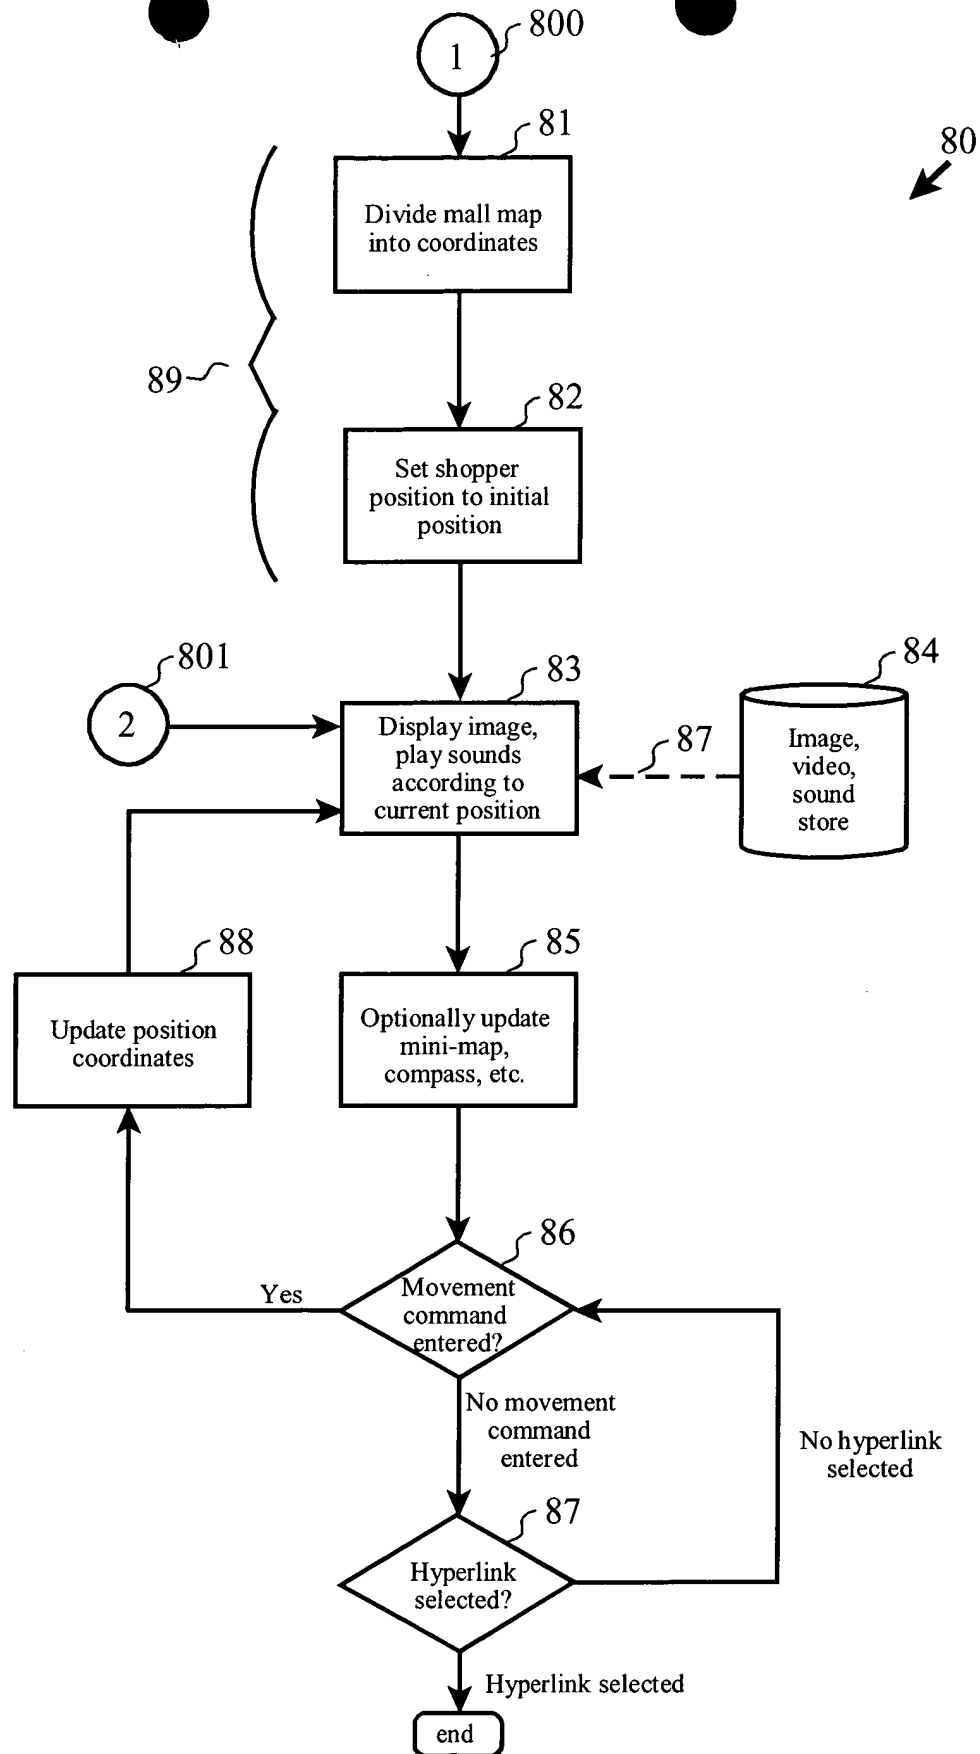 800
1
81
80
Divide mall map
into coordinates
89
82
Set shopper
position to initial
position
801
83
84
2
Display image,
play sounds
according to
current position
87
Image,
video,
sound
store
88
85
Update position
coordinates
Optionally update
mini-map,
compass, etc.
86
Yes
Movement
command
entered?
No movement
command
entered
No hyperlink
selected
87
Hyperlink
selected?
Hyperlink selected
end